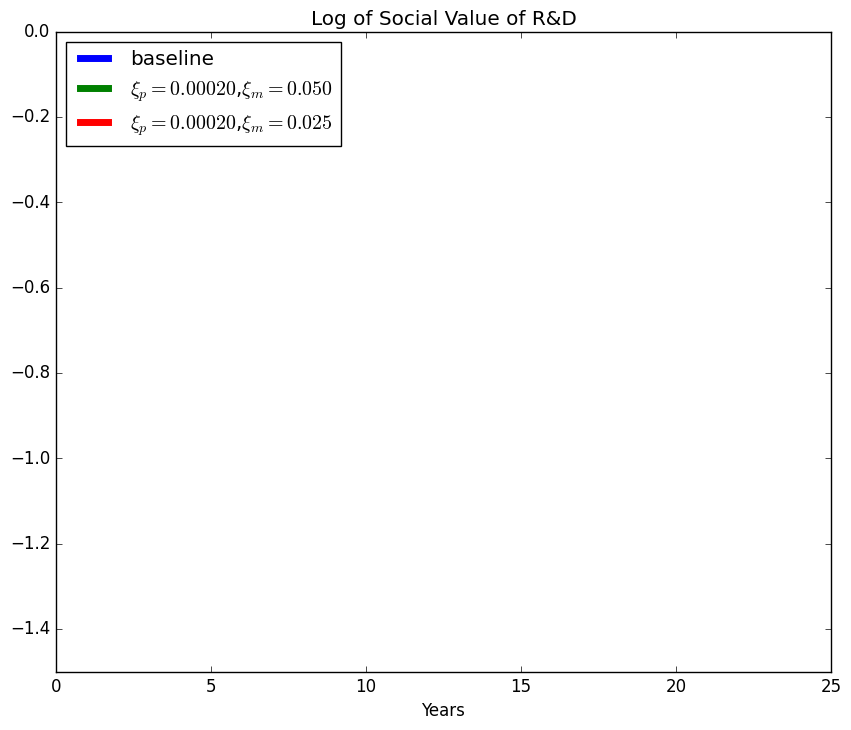 Log of Social Value of R&D
0.0
baseline
ξₚ = 0.00020,ξₘ = 0.050
ξₚ = 0.00020,ξₘ = 0.025
−0.2
−0.4
−0.6
−0.8
−1.0
−1.2
−1.4
0 5 10 15 20 25
Years